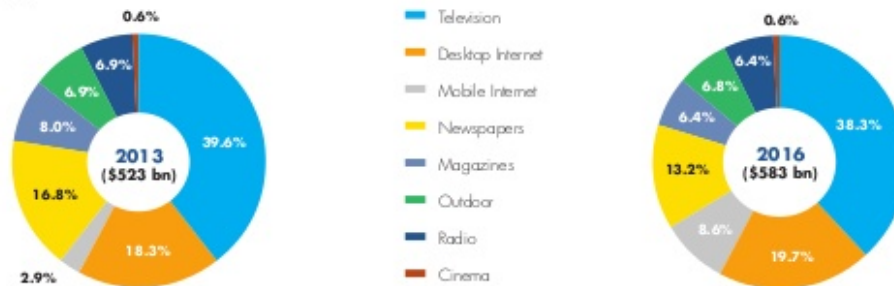 0.6%
6.9%
6.9%
8.0%
39.6%
2013
($523 bn)
16.8%
18.3%
2.9%
Television
Desktop Internet
Mobile Internet
Newspapers
Magazines
Outdoor
Radio
Cinema
0.6%
6.4%
6.8%
6.4%
38.3%
2016
($583 bn)
13.2%
8.6%
19.7%